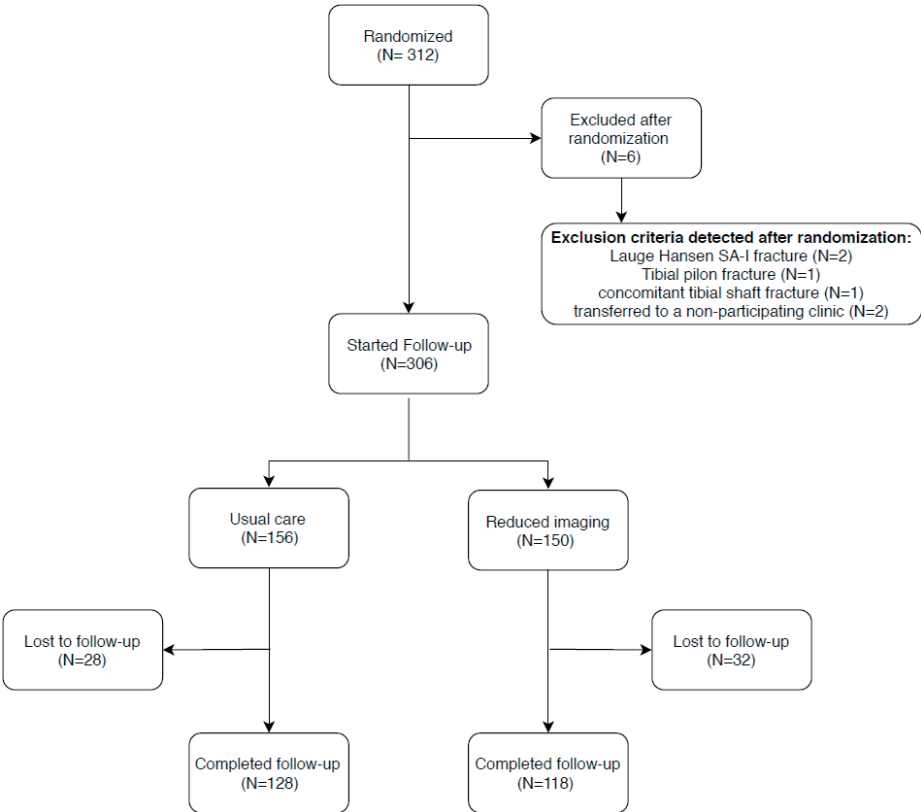 Randomized
(N= 312)
Excluded after
randomization
(N=6)
Exclusion criteria detected after randomization:
Lauge Hansen SA-I fracture (N=2)
Tibial pilon fracture (N=1)
concomitant tibial shaft fracture (N=1)
transferred to a non-participating clinic (N=2)
Started Follow-up
(N=306)
Usual care
(N=156)
Reduced imaging
(N=150)
Lost to follow-up
(N=28)
Lost to follow-up
(N=32)
Completed follow-up
(N=128)
Completed follow-up
(N=118)